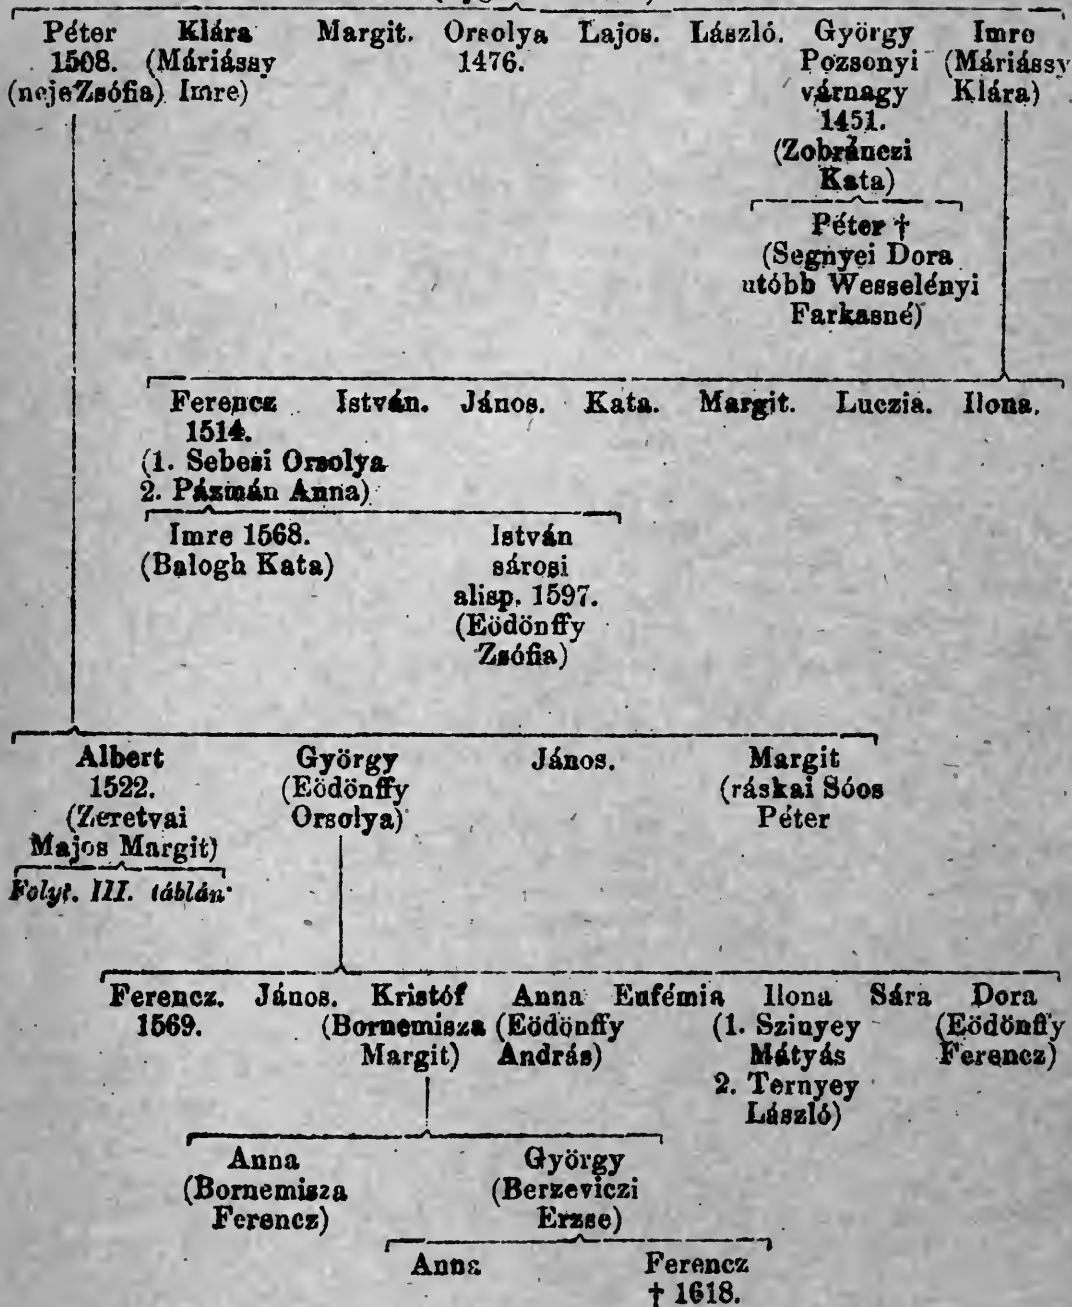 Péter Klára Margit. Orsolya Lajos. László. György Imre
1508. (Máriássy 1476. Pozsonyi (Máriássy
(neje Zsófia) Imre) várnagy Klára)
1451.
(Zobránczi
Kata)
Péter †
(Segnyei Dora
utóbb Wesselényi
Farkasné)
Ferencz István. János. Kata. Margit. Luczia. Ilona.
1514.
(1. Sebesi Orsolya
2. Pázmán Anna)
Imre 1568. István
(Balogh Kata) sárosi
alisp. 1597.
(Eödönffy
Zsófia)
Albert György János. Margit
1522. (Eödönffy (ráskai Sóos
(Zeretvai Orsolya) Péter
Majos Margit)
Folyt. III. táblán
Ferencz. János. Kristóf Anna Eufémia Ilona Sára Dora
1569. (Bornemisza (Eödönffy (1. Szinyey (Eödönffy
Margit) András) Mátyás Ferencz)
2. Ternyey
László)
Anna György
(Bornemisza (Berzeviczi
Ferencz) Erzse)
Anna Ferencz
† 1618.